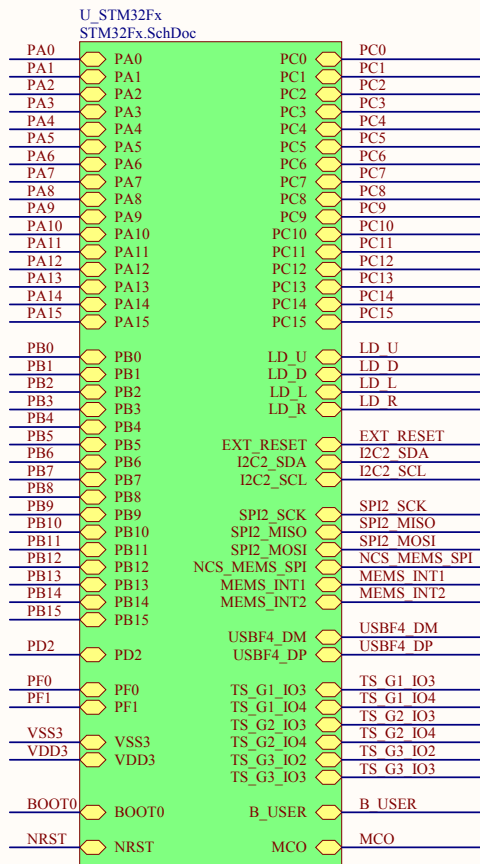 U_STM32Fx
STM32Fx.SchDoc
PA0 PA0 PC0 PC0
PA1 PA1 PC1 PC1
PA2 PA2 PC2 PC2
PA3 PA3 PC3 PC3
PA4 PA4 PC4 PC4
PA5 PA5 PC5 PC5
PA6 PA6 PC6 PC6
PA7 PA7 PC7 PC7
PA8 PA8 PC8 PC8
PA9 PA9 PC9 PC9
PA10 PA10 PC10 PC10
PA11 PA11 PC11 PC11
PA12 PA12 PC12 PC12
PA13 PA13 PC13 PC13
PA14 PA14 PC14 PC14
PA15 PA15 PC15 PC15
PB0 PB0 LD_U LD_U
PB1 PB1 LD_D LD_D
PB2 PB2 LD_L LD_L
PB3 PB3 LD_R LD_R
PB4 PB4
PB5 PB5 EXT_RESET EXT_RESET
PB6 PB6 I2C2_SDA I2C2_SDA
PB7 PB7 I2C2_SCL I2C2_SCL
PB8 PB8
PB9 PB9 SPI2_SCK SPI2_SCK
PB10 PB10 SPI2_MISO SPI2_MISO
PB11 PB11 SPI2_MOSI SPI2_MOSI
PB12 PB12 NCS_MEMS_SPI NCS_MEMS_SPI
PB13 PB13 MEMS_INT1 MEMS_INT1
PB14 PB14 MEMS_INT2 MEMS_INT2
PB15 PB15
USBF4_DM USBF4_DM
PD2 PD2 USBF4_DP USBF4_DP
PF0 PF0 TS_G1_IO3 TS_G1_IO3
PF1 PF1 TS_G1_IO4 TS_G1_IO4
TS_G2_IO3 TS_G2_IO3
VSS3 VSS3 TS_G2_IO4 TS_G2_IO4
VDD3 VDD3 TS_G3_IO2 TS_G3_IO2
TS_G3_IO3 TS_G3_IO3
BOOT0 BOOT0 B_USER B_USER
NRST NRST MCO MCO